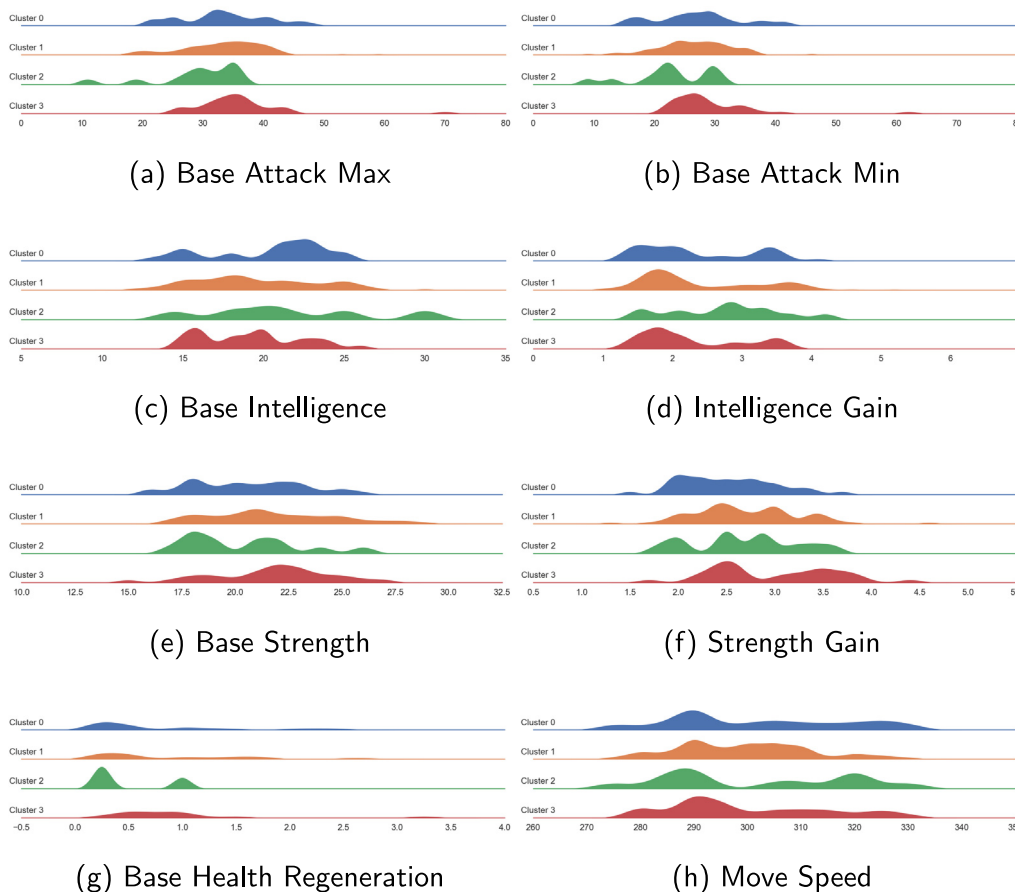 Cluster 0
Cluster 0
Cluster 1
Cluster 1
Cluster 2
Cluster 2
Cluster 3
Cluster 3
0 10 20 30 40 50 60 70 80
0 10 20 30 40 50 60 70 80
(a) Base Attack Max
(b) Base Attack Min
Cluster 0
Cluster 0
Cluster 1
Cluster 1
Cluster 2
Cluster 2
Cluster 3
Cluster 3
5 10 15 20 25 30 35
0 1 2 3 4 5 6
(c) Base Intelligence
(d) Intelligence Gain
Cluster 0
Cluster 0
Cluster 1
Cluster 1
Cluster 2
Cluster 2
Cluster 3
Cluster 3
10.0 12.5 15.0 17.5 20.0 22.5 25.0 27.5 30.0 32.5
0.5 1.0 1.5 2.0 2.5 3.0 3.5 4.0 4.5 5.0
(e) Base Strength
(f) Strength Gain
Cluster 0
Cluster 0
Cluster 1
Cluster 1
Cluster 2
Cluster 2
Cluster 3
Cluster 3
−0.5 0.0 0.5 1.0 1.5 2.0 2.5 3.0 3.5 4.0
260 270 280 290 300 310 320 330 340
(g) Base Health Regeneration
(h) Move Speed